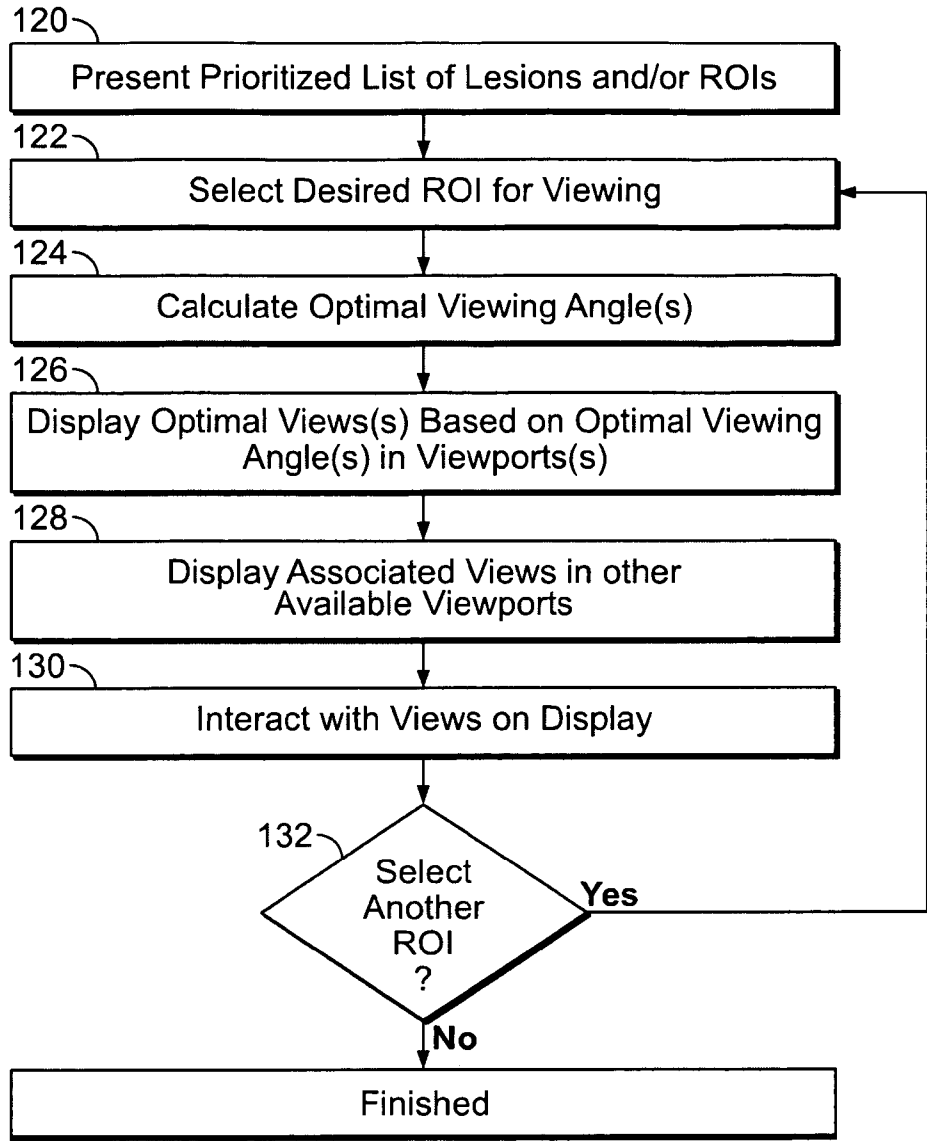 120
Present Prioritized List of Lesions and/or ROIs
122
Select Desired ROI for Viewing
124
Calculate Optimal Viewing Angle(s)
126
Display Optimal Views(s) Based on Optimal Viewing
Angle(s) in Viewports(s)
128
Display Associated Views in other
Available Viewports
130
Interact with Views on Display
132
Select
Another
ROI
?
Yes
No
Finished